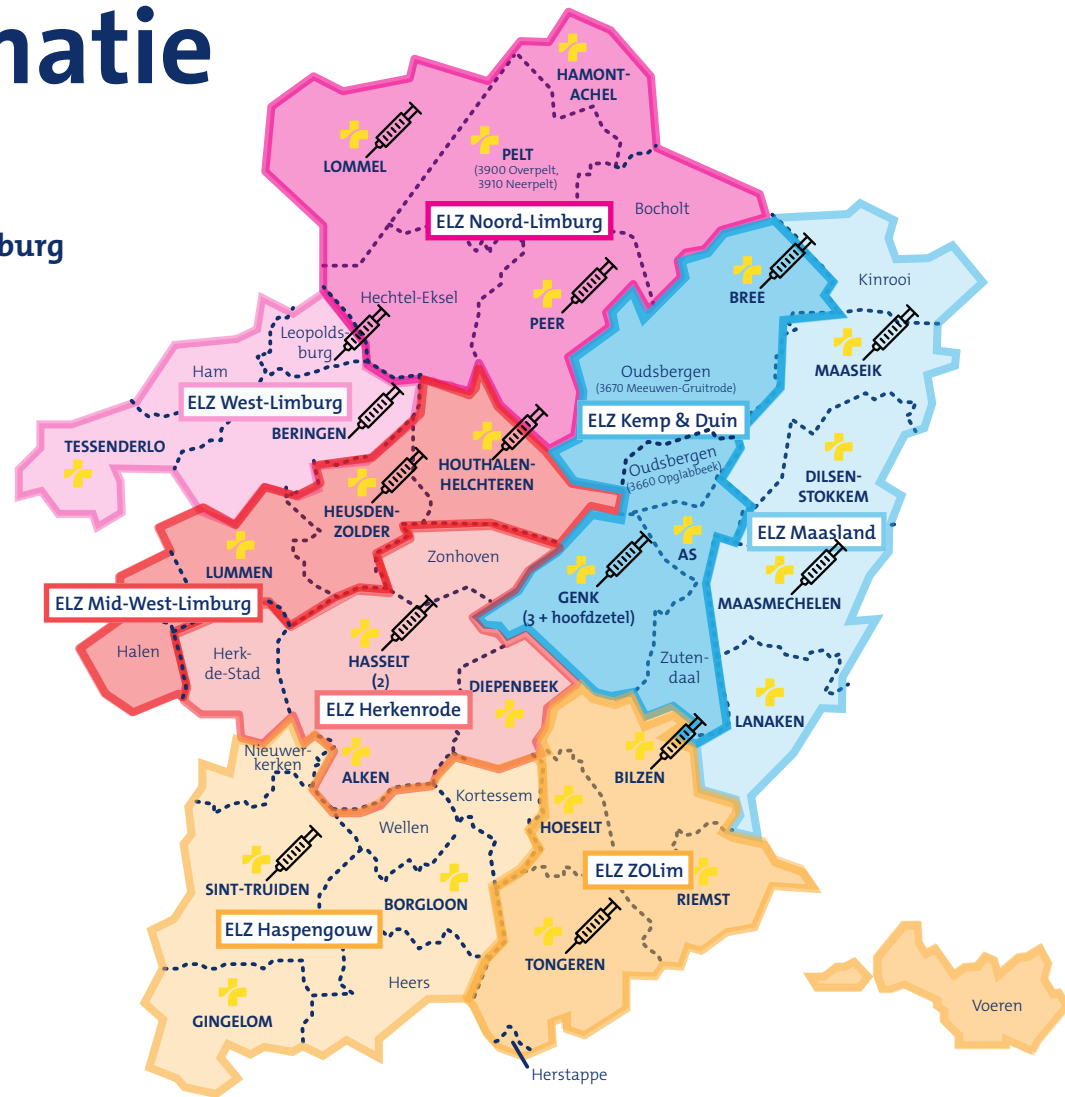 matie
burg
HAMONT-
ACHEL
LOMMEL
PELT
(3900 Overpelt,
3910 Neerpelt)
Bocholt
ELZ Noord-Limburg
Hechtel-Eksel
PEER
BREE
Kinrooi
MAASEIK
Leopolds-
burg
Ham
ELZ West-Limburg
BERINGEN
TESSENDERLO
Oudsbergen
(3670 Meeuwen-Gruitrode)
ELZ Kemp & Duin
Oudsbergen
(3660 Opglabbeek)
HOUTHALEN-
HELCHTEREN
HEUSDEN-
ZOLDER
DILSEN-
STOKKEM
ELZ Maasland
LUMMEN
Zonhoven
AS
GENK
(3 + hoofdzetel)
MAASMECHELEN
ELZ Mid-West-Limburg
Halen
Herk-
de-Stad
HASSELT
(2)
DIEPENBEEK
Zuten-
daal
ELZ Herkenrode
LANAKEN
Nieuwer-
kerken
ALKEN
BILZEN
Kortessem
Wellen
HOESELT
SINT-TRUIDEN
BORGLOON
ELZ ZOLim
RIEMST
ELZ Haspengouw
TONGEREN
Heers
GINGELOM
Voeren
Herstappe